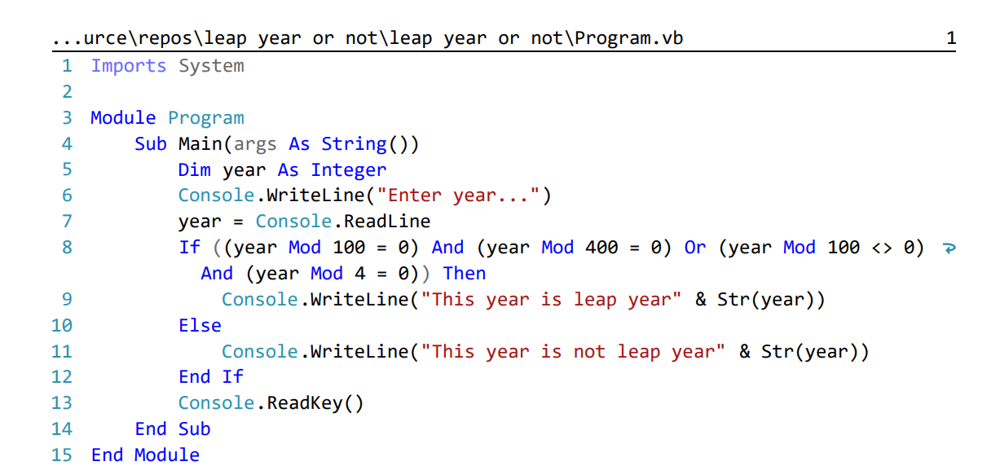 ...urce\repos\leap year or not\leap year or not\Program.vb 1
1 Imports System
2
3 Module Program
4     Sub Main(args As String())
5         Dim year As Integer
6         Console.WriteLine("Enter year...")
7         year = Console.ReadLine
8         If ((year Mod 100 = 0) And (year Mod 400 = 0) Or (year Mod 100 <> 0)
          And (year Mod 4 = 0)) Then
9             Console.WriteLine("This year is leap year" & Str(year))
10         Else
11             Console.WriteLine("This year is not leap year" & Str(year))
12         End If
13         Console.ReadKey()
14     End Sub
15 End Module